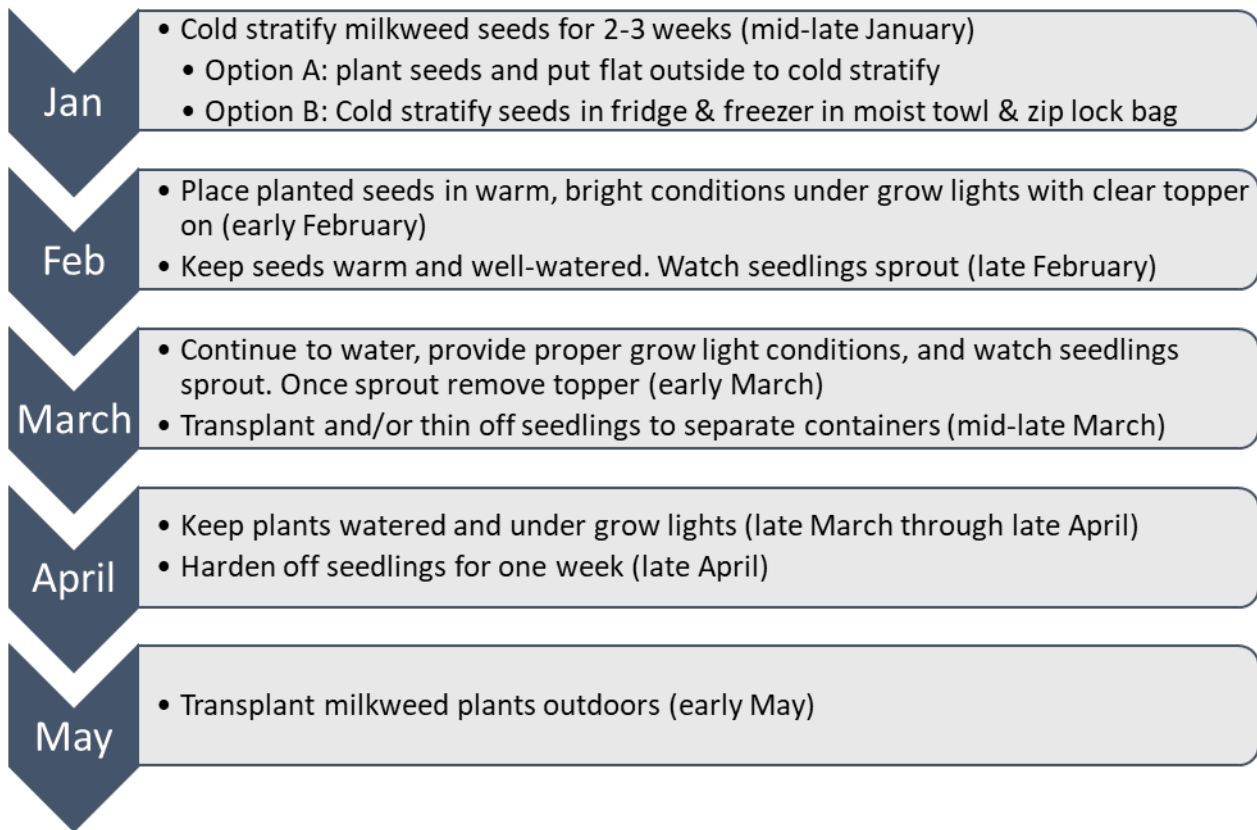 Jan
• Cold stratify milkweed seeds for 2-3 weeks (mid-late January)
• Option A: plant seeds and put flat outside to cold stratify
• Option B: Cold stratify seeds in fridge & freezer in moist towl & zip lock bag
Feb
• Place planted seeds in warm, bright conditions under grow lights with clear topper
on (early February)
• Keep seeds warm and well-watered. Watch seedlings sprout (late February)
March
• Continue to water, provide proper grow light conditions, and watch seedlings
sprout. Once sprout remove topper (early March)
• Transplant and/or thin off seedlings to separate containers (mid-late March)
April
• Keep plants watered and under grow lights (late March through late April)
• Harden off seedlings for one week (late April)
May
• Transplant milkweed plants outdoors (early May)